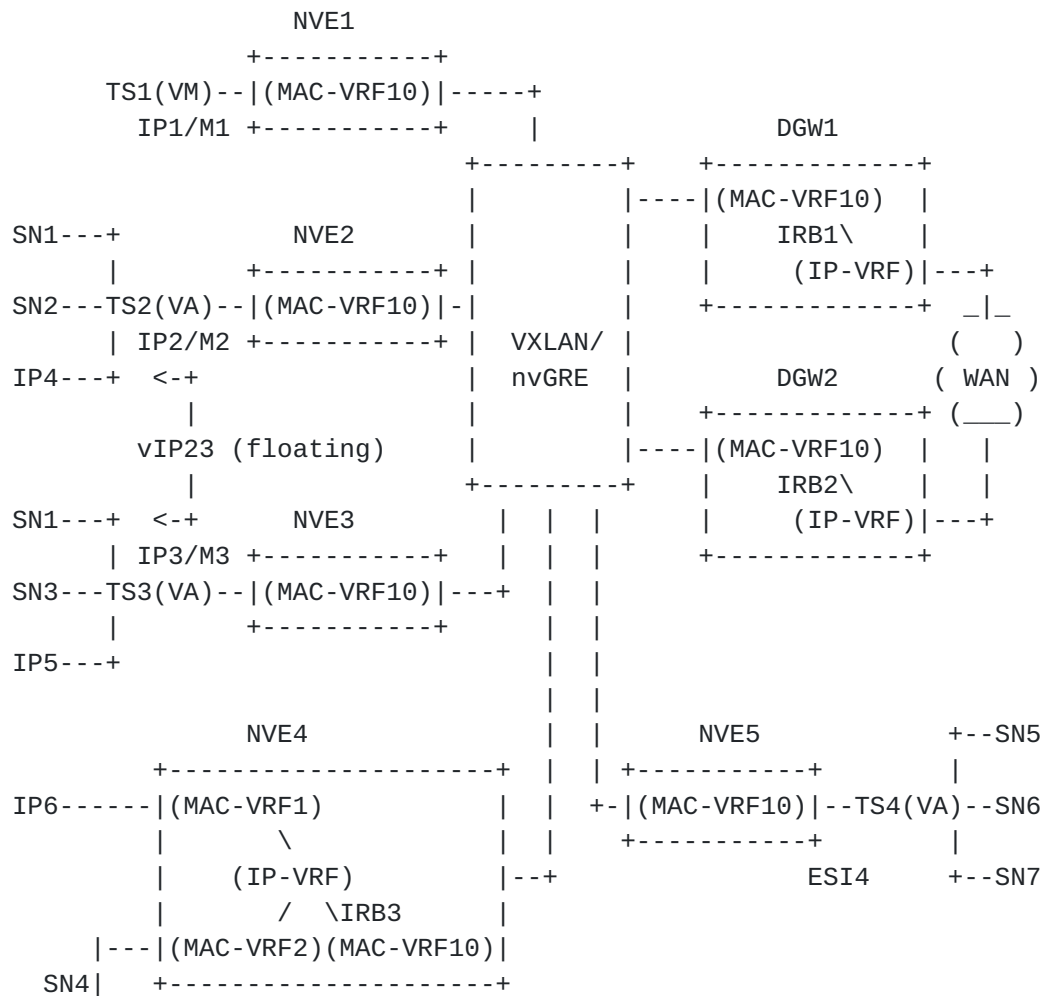 NVE1
               +-----------+
      TS1(VM)--|(MAC-VRF10)|-----+
        IP1/M1 +-----------+     |               DGW1
                             +---------+    +-------------+
                             |         |----|(MAC-VRF10)  |
SN1---+           NVE2       |         |    |    IRB1\    |
      |        +-----------+ |         |    |     (IP-VRF)|---+
SN2---TS2(VA)--|(MAC-VRF10)|-|         |    +-------------+  _|_
      | IP2/M2 +-----------+ |  VXLAN/ |                    (   )
IP4---+  <-+                 |  nvGRE  |         DGW2      ( WAN )
           |                 |         |    +-------------+ (___)
        vIP23 (floating)     |         |----|(MAC-VRF10)  |   |
           |                 +---------+    |    IRB2\    |   |
SN1---+  <-+      NVE3         |  |  |      |     (IP-VRF)|---+
      | IP3/M3 +-----------+   |  |  |      +-------------+
SN3---TS3(VA)--|(MAC-VRF10)|---+  |  |
      |        +-----------+      |  |
IP5---+                           |  |
                                  |  |
               NVE4               |  |      NVE5            +--SN5
         +---------------------+  |  | +-----------+        |
IP6------|(MAC-VRF1)           |  |  +-|(MAC-VRF10)|--TS4(VA)--SN6
         |       \             |  |    +-----------+        |
         |    (IP-VRF)         |--+                ESI4     +--SN7
         |       /  \IRB3      |
     |---|(MAC-VRF2)(MAC-VRF10)|
  SN4|   +---------------------+